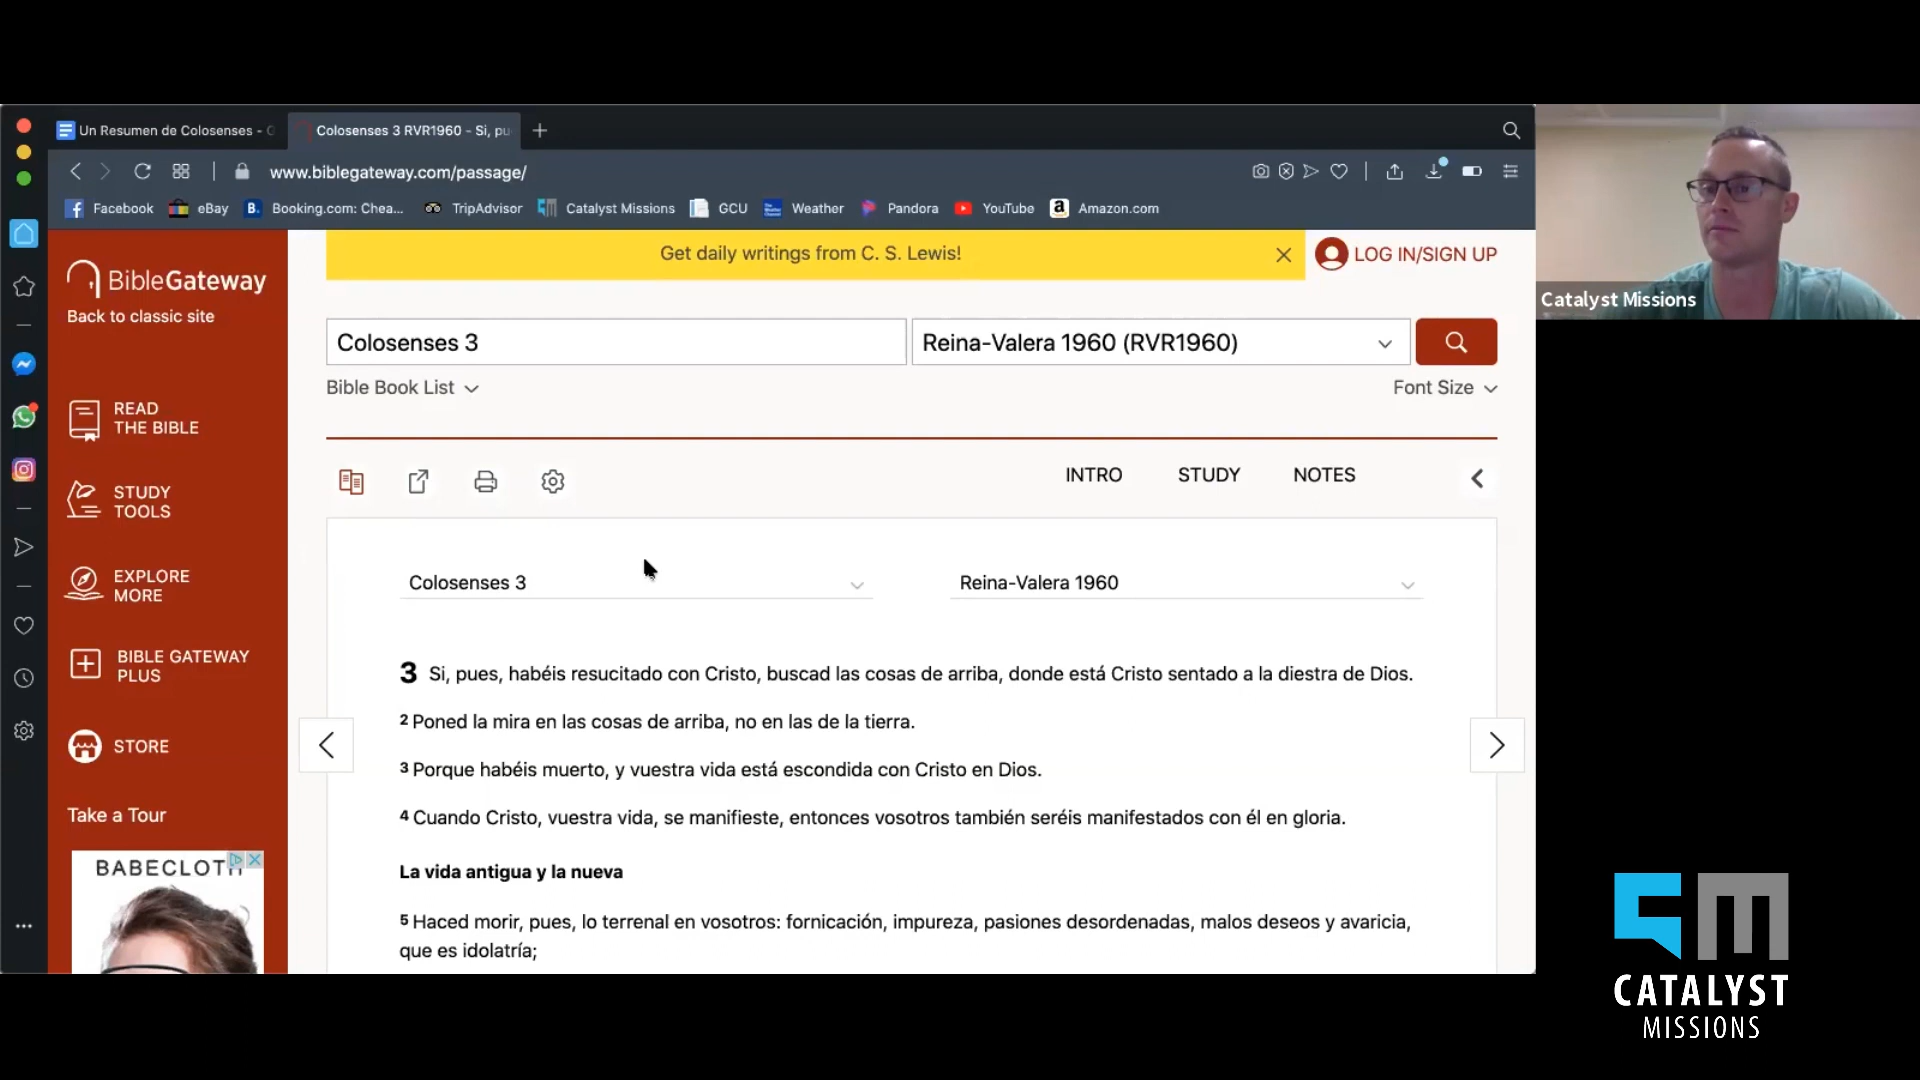 Un Resumen de Colosenses - G
Colosenses 3 RVR1960 - Si, pu
www.biblegateway.com/passage/
Facebook
eBay
B.
Booking.com: Chea...
TripAdvisor
Catalyst Missions
GCU
Weather
Pandora
YouTube
a
Amazon.com
BibleGateway
Back to classic site
Get daily writings from C. S. Lewis!
LOG IN/SIGN UP
Catalyst Missions
Colosenses 3
Reina-Valera 1960 (RVR1960)
Bible Book List
Font Size
READ
THE BIBLE
STUDY
TOOLS
EXPLORE
MORE
BIBLE GATEWAY
PLUS
STORE
Take a Tour
BABECLOTH
INTRO
STUDY
NOTES
Colosenses 3
Reina-Valera 1960
3 Si, pues, habéis resucitado con Cristo, buscad las cosas de arriba, donde está Cristo sentado a la diestra de Dios.
2 Poned la mira en las cosas de arriba, no en las de la tierra.
3 Porque habéis muerto, y vuestra vida está escondida con Cristo en Dios.
4 Cuando Cristo, vuestra vida, se manifieste, entonces vosotros también seréis manifestados con él en gloria.
La vida antigua y la nueva
5 Haced morir, pues, lo terrenal en vosotros: fornicación, impureza, pasiones desordenadas, malos deseos y avaricia,
que es idolatría;
CM
CATALYST
MISSIONS